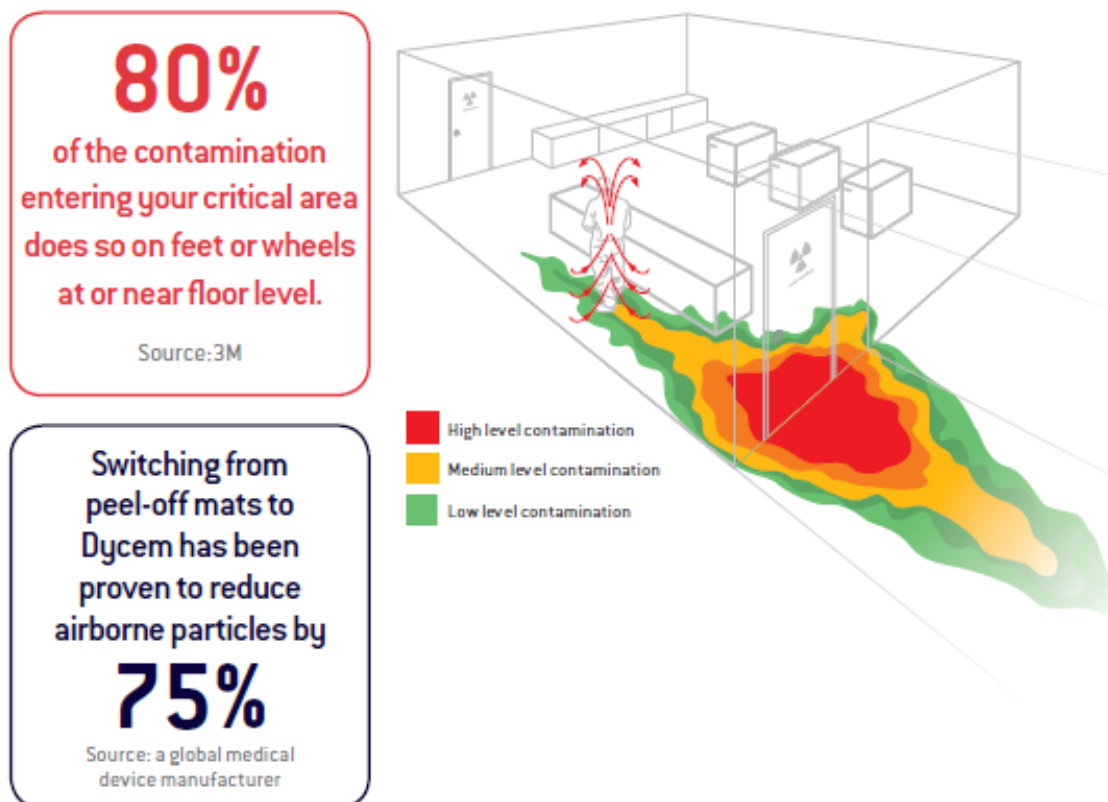 80%
of the contamination
entering your critical area
does so on feet or wheels
at or near floor level.
Source:3M
Switching from
peel-off mats to
Dycem has been
proven to reduce
airborne particles by
75%
Source: a global medical
device manufacturer
High level contamination
Medium level contamination
Low level contamination